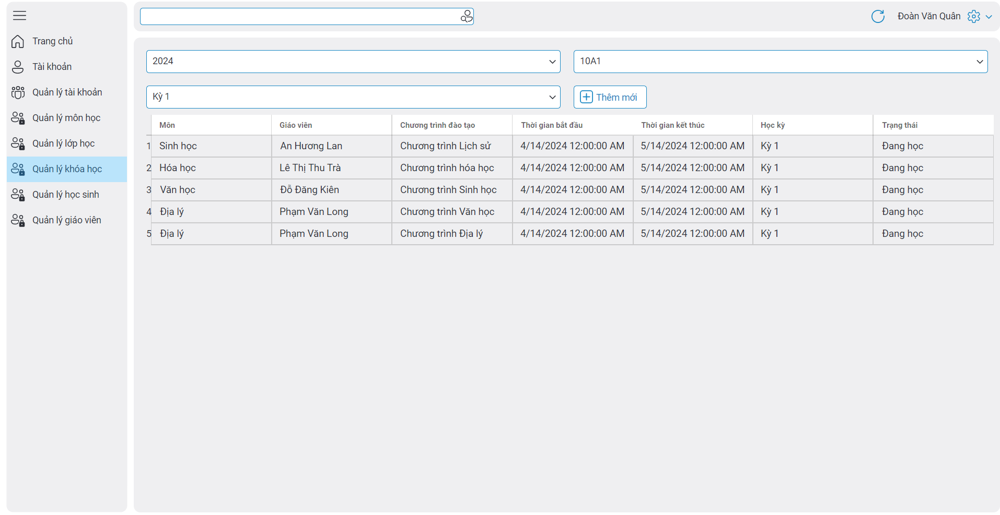 Đoàn Văn Quân
Trang chủ
Tài khoản
Quản lý tài khoản
Quản lý môn học
Quản lý lớp học
Quản lý khóa học
Quản lý học sinh
Quản lý giáo viên
2024
10A1
Kỳ 1
Thêm mới
Môn Giáo viên Chương trình đào tạo Thời gian bắt đầu Thời gian kết thúc Học kỳ Trạng thái
1 Sinh học An Hương Lan Chương trình Lịch sử 4/14/2024 12:00:00 AM 5/14/2024 12:00:00 AM Kỳ 1 Đang học
2 Hóa học Lê Thị Thu Trà Chương trình hóa học 4/14/2024 12:00:00 AM 5/14/2024 12:00:00 AM Kỳ 1 Đang học
3 Văn học Đỗ Đăng Kiên Chương trình Sinh học 4/14/2024 12:00:00 AM 5/14/2024 12:00:00 AM Kỳ 1 Đang học
4 Địa lý Phạm Văn Long Chương trình Văn học 4/14/2024 12:00:00 AM 5/14/2024 12:00:00 AM Kỳ 1 Đang học
5 Địa lý Phạm Văn Long Chương trình Địa lý 4/14/2024 12:00:00 AM 5/14/2024 12:00:00 AM Kỳ 1 Đang học